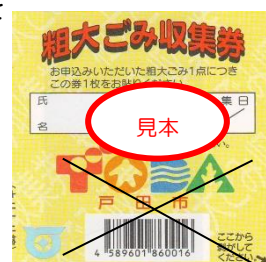 粗大ごみ収集券
お申込みいただいた粗大ごみ1点につき
この券1枚をお貼りください
氏名
集日
見本
い。
TODA
戸田市
4 589601 860016
ここから
剥がして
ください。